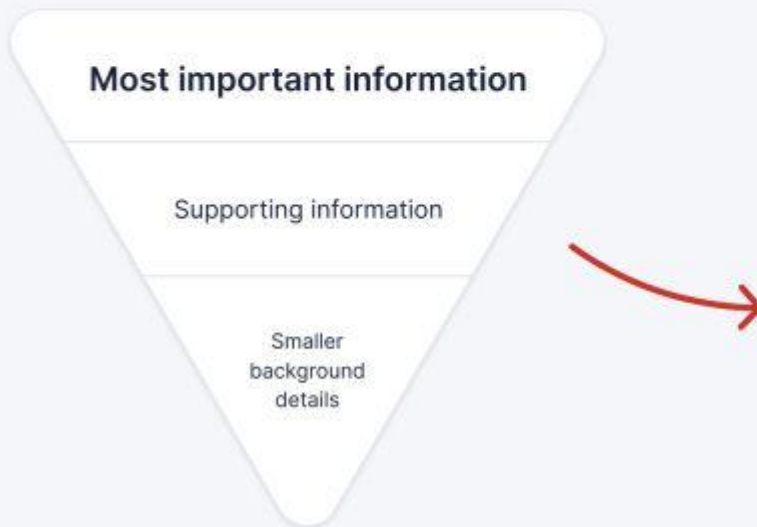 Most important information
Supporting information
Smaller
background
details